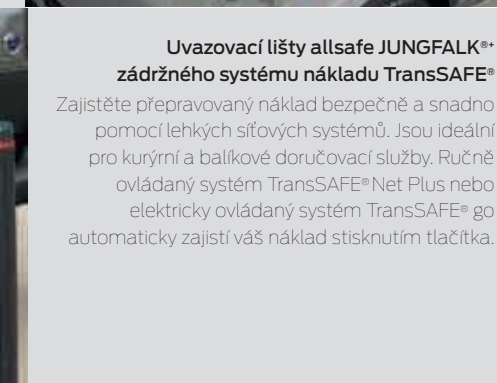 Uvazovací lišty allsafe JUNGFALK®⁺
zádržného systému nákladu TransSAFE®
Zajistěte přepravovaný náklad bezpečně a snadno
pomocí lehkých síťových systémů. Jsou ideální
pro kurýrní a balíkové doručovací služby. Ručně
ovládaný systém TransSAFE® Net Plus nebo
elektricky ovládaný systém TransSAFE® go
automaticky zajistí váš náklad stisknutím tlačítka.